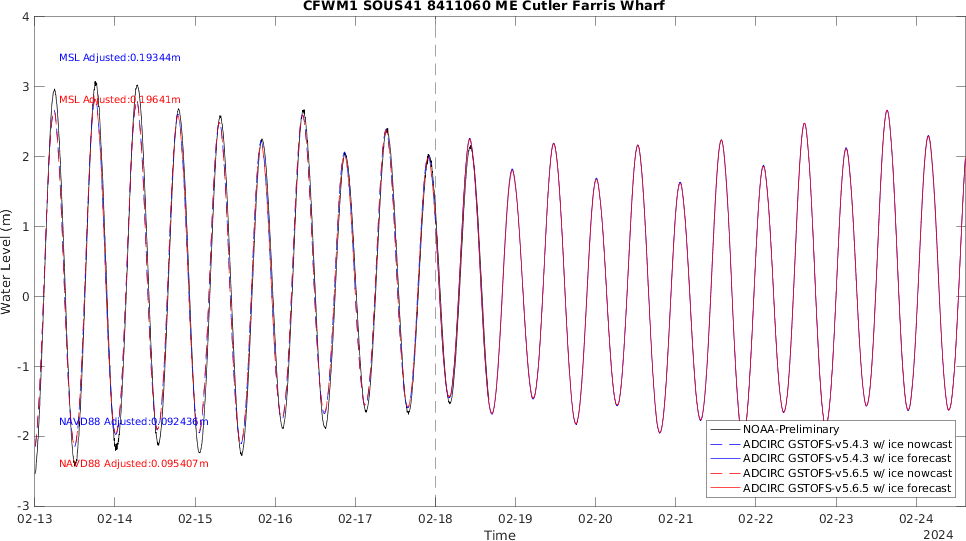 CFWM1 SOUS41 8411060 ME Cutler Farris Wharf
4
MSL Adjusted:0.19344m
3
MSL Adjusted:0.19641m
2
1
0
-1
NAVD88 Adjusted:0.092436m
-2
NAVD88 Adjusted:0.095407m
-3
Water Level (m)
NOAA-Preliminary
ADCIRC GSTOFS-v5.4.3 w/ ice nowcast
ADCIRC GSTOFS-v5.4.3 w/ ice forecast
ADCIRC GSTOFS-v5.6.5 w/ ice nowcast
ADCIRC GSTOFS-v5.6.5 w/ ice forecast
02-13 02-14 02-15 02-16 02-17 02-18 02-19 02-20 02-21 02-22 02-23 02-24
Time
2024